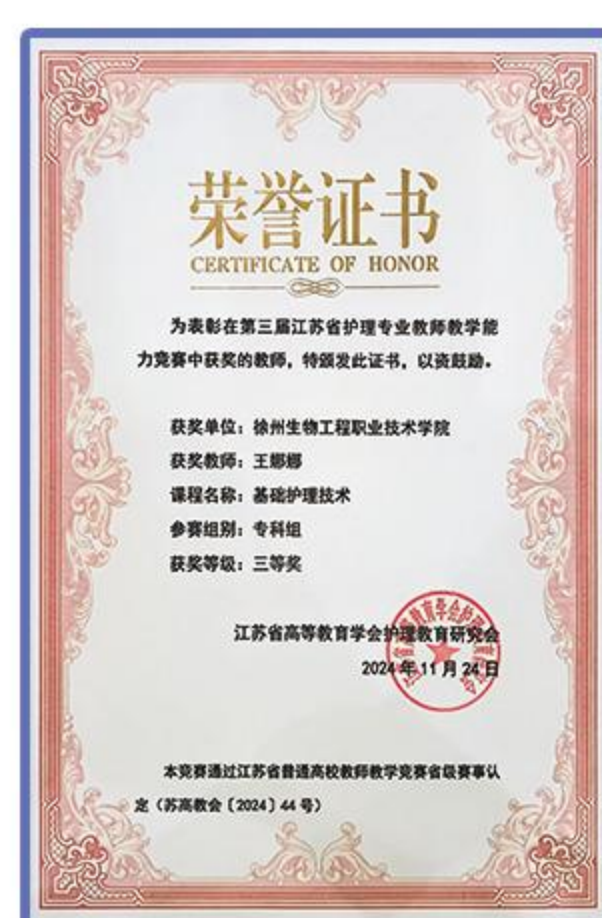 荣誉证书
CERTIFICATE OF HONOR
为表彰在第三届江苏省护理专业教师教学能
力竞赛中获奖的教师，特颁发此证书，以资鼓励。
获奖单位：徐州生物工程职业技术学院
获奖教师：王娜娜
课程名称：基础护理技术
参赛组别：专科组
获奖等级：三等奖
江苏省高等教育学会护理教育研究会
2024年11月24日
本竞赛通过江苏省普通高校教师教学竞赛省级赛事认
定（苏高教会〔2024〕44号）